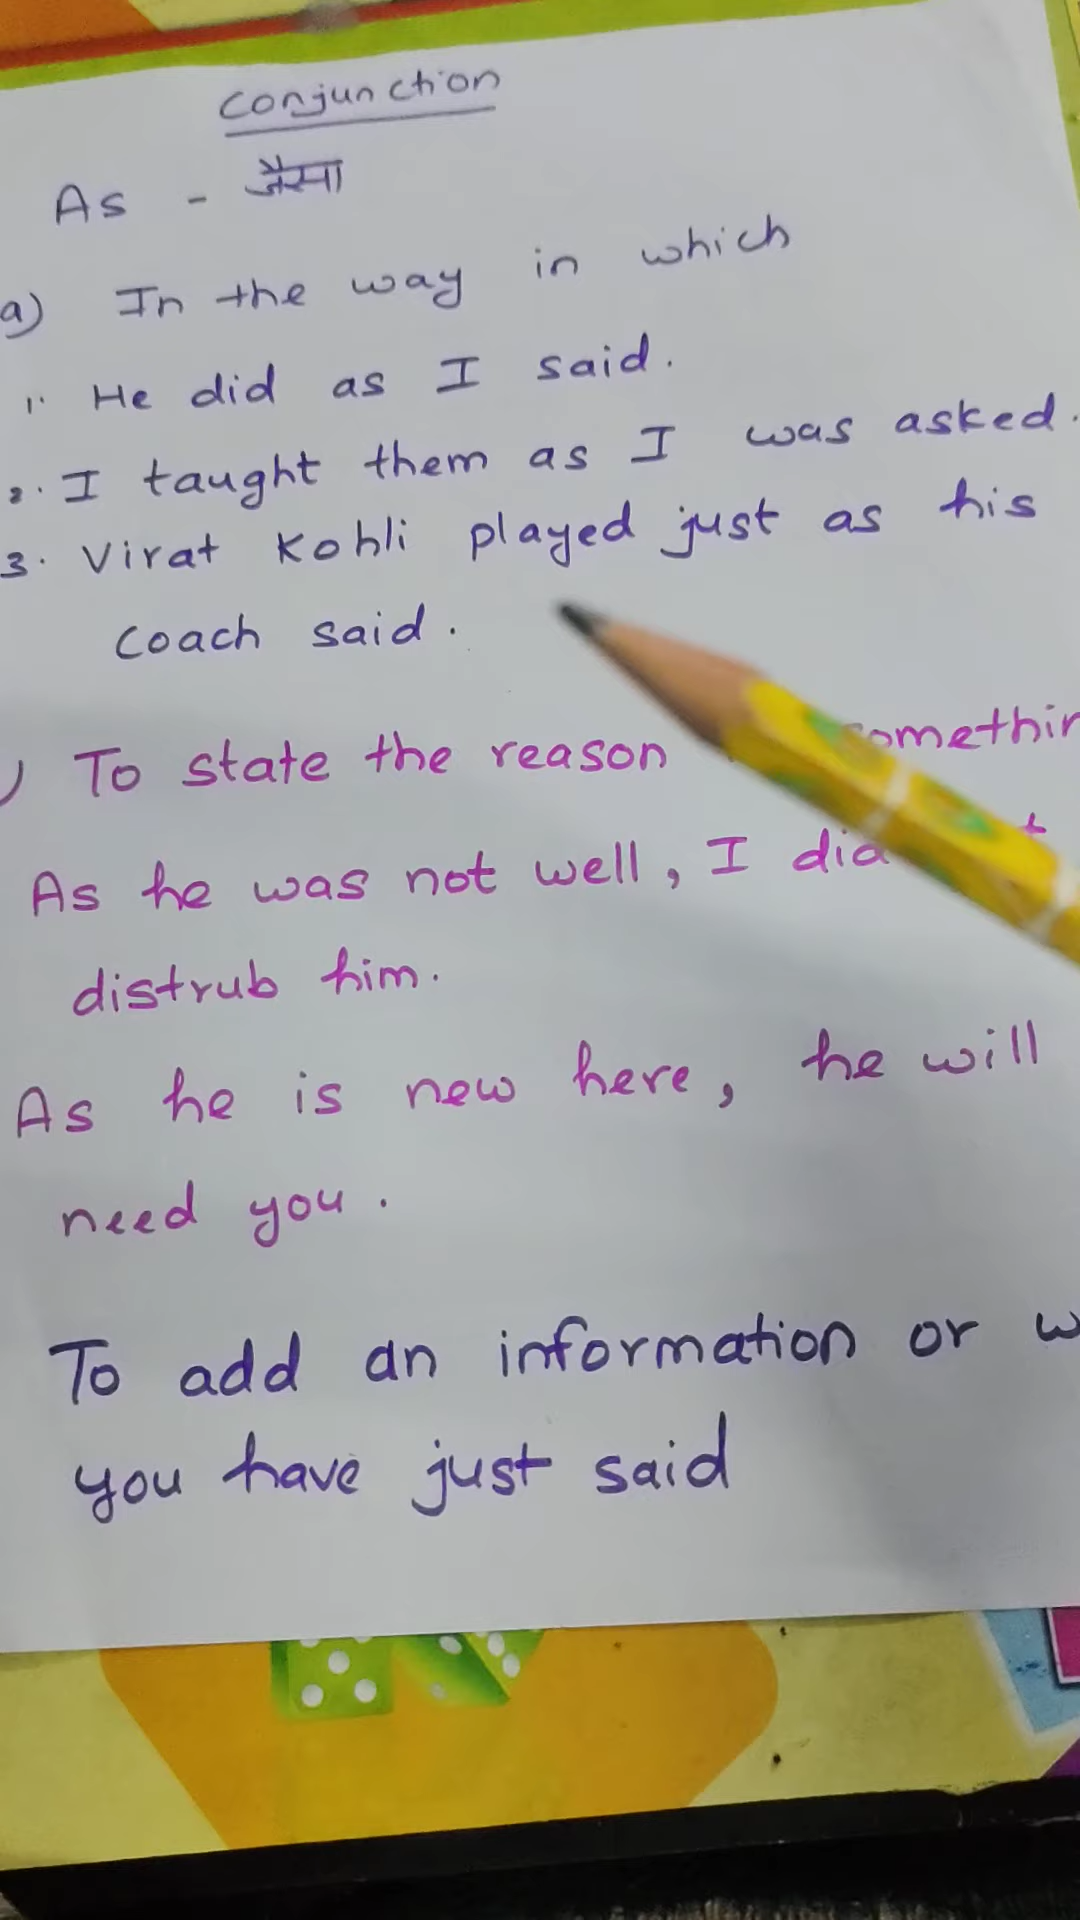 Conjunction
As - जैसा
a) In the way in which
1. He did as I said.
2. I taught them as I was asked.
3. Virat Kohli played just as his
coach said.
) To state the reason
As he was not well, I did
distrub him.
As he is new here, he will
need you.
To add an information or
you have just said